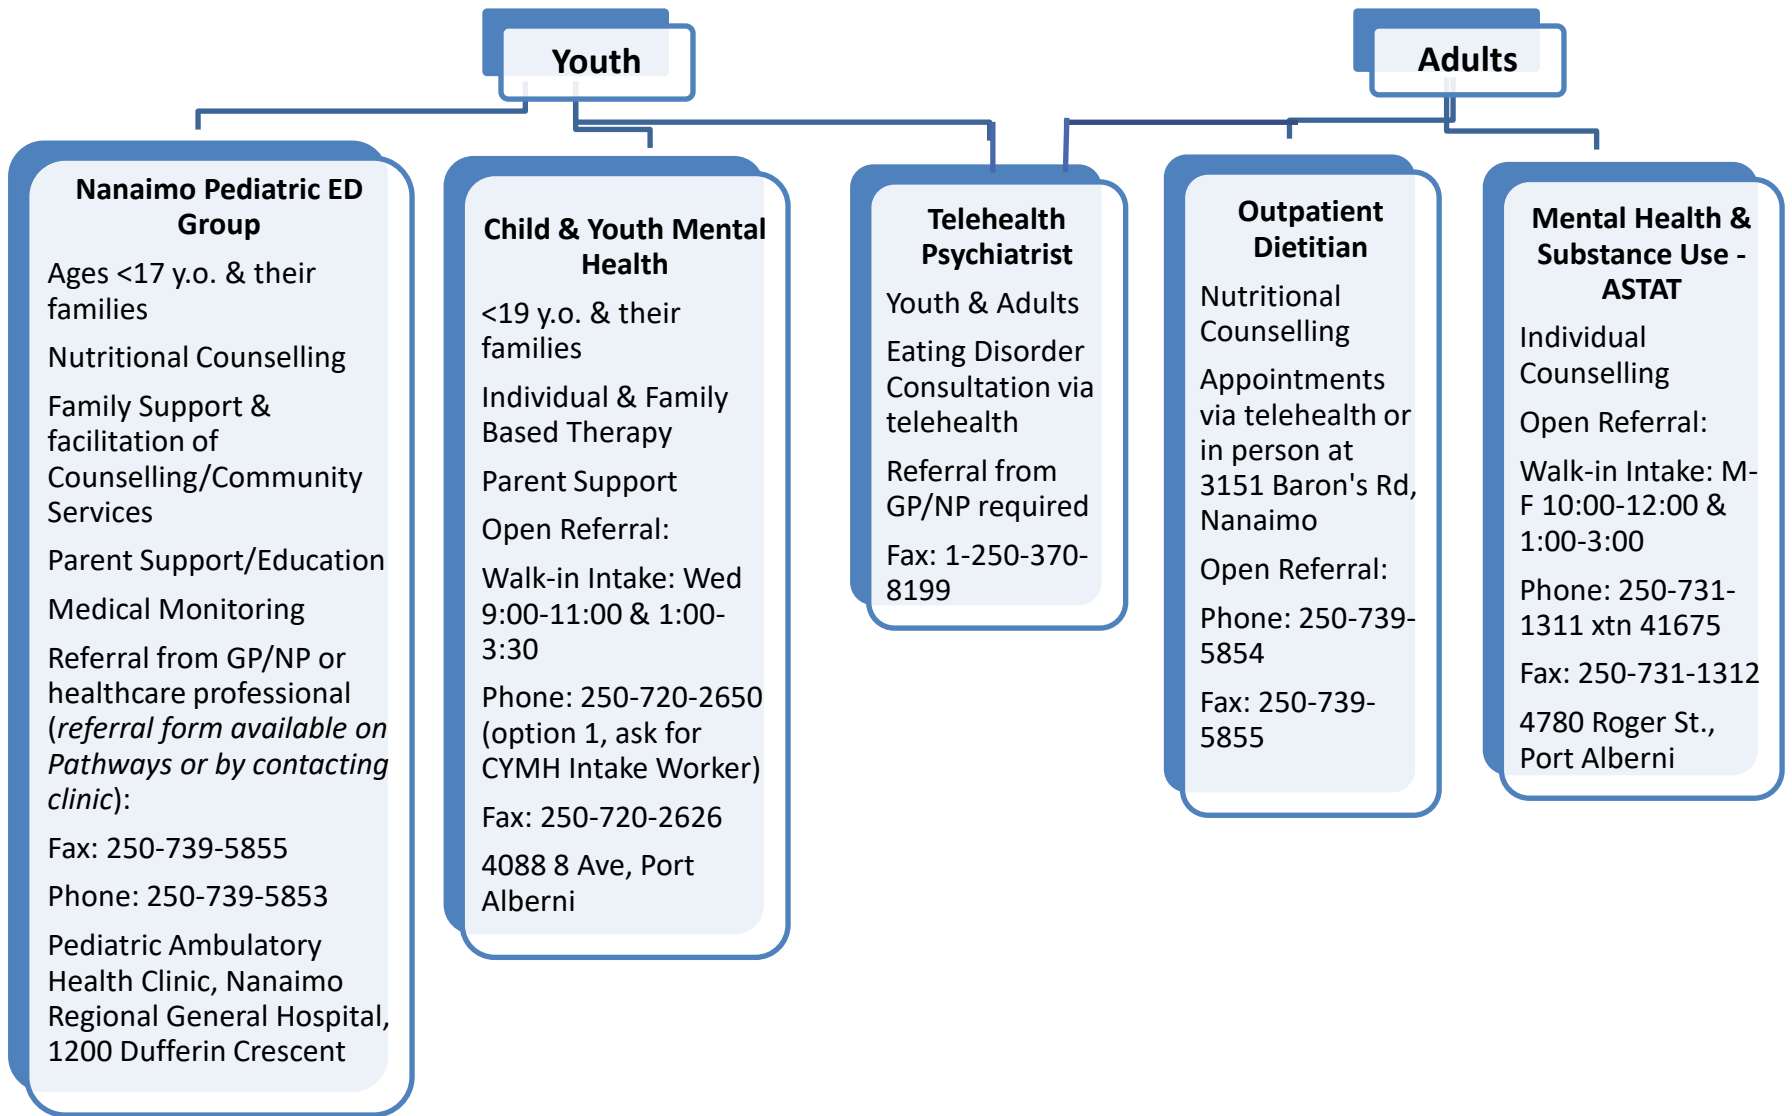 Youth
Adults
Nanaimo Pediatric ED
Group
Ages <17 y.o. & their
families
Nutritional Counselling
Family Support &
facilitation of
Counselling/Community
Services
Parent Support/Education
Medical Monitoring
Referral from GP/NP or
healthcare professional
(referral form available on
Pathways or by contacting
clinic):
Fax: 250-739-5855
Phone: 250-739-5853
Pediatric Ambulatory
Health Clinic, Nanaimo
Regional General Hospital,
1200 Dufferin Crescent
Child & Youth Mental
Health
<19 y.o. & their
families
Individual & Family
Based Therapy
Parent Support
Open Referral:
Walk-in Intake: Wed
9:00-11:00 & 1:00-
3:30
Phone: 250-720-2650
(option 1, ask for
CYMH Intake Worker)
Fax: 250-720-2626
4088 8 Ave, Port
Alberni
Telehealth
Psychiatrist
Youth & Adults
Eating Disorder
Consultation via
telehealth
Referral from
GP/NP required
Fax: 1-250-370-
8199
Outpatient
Dietitian
Nutritional
Counselling
Appointments
via telehealth or
in person at
3151 Baron's Rd,
Nanaimo
Open Referral:
Phone: 250-739-
5854
Fax: 250-739-
5855
Mental Health &
Substance Use -
ASTAT
Individual
Counselling
Open Referral:
Walk-in Intake: M-
F 10:00-12:00 &
1:00-3:00
Phone: 250-731-
1311 xtn 41675
Fax: 250-731-1312
4780 Roger St.,
Port Alberni